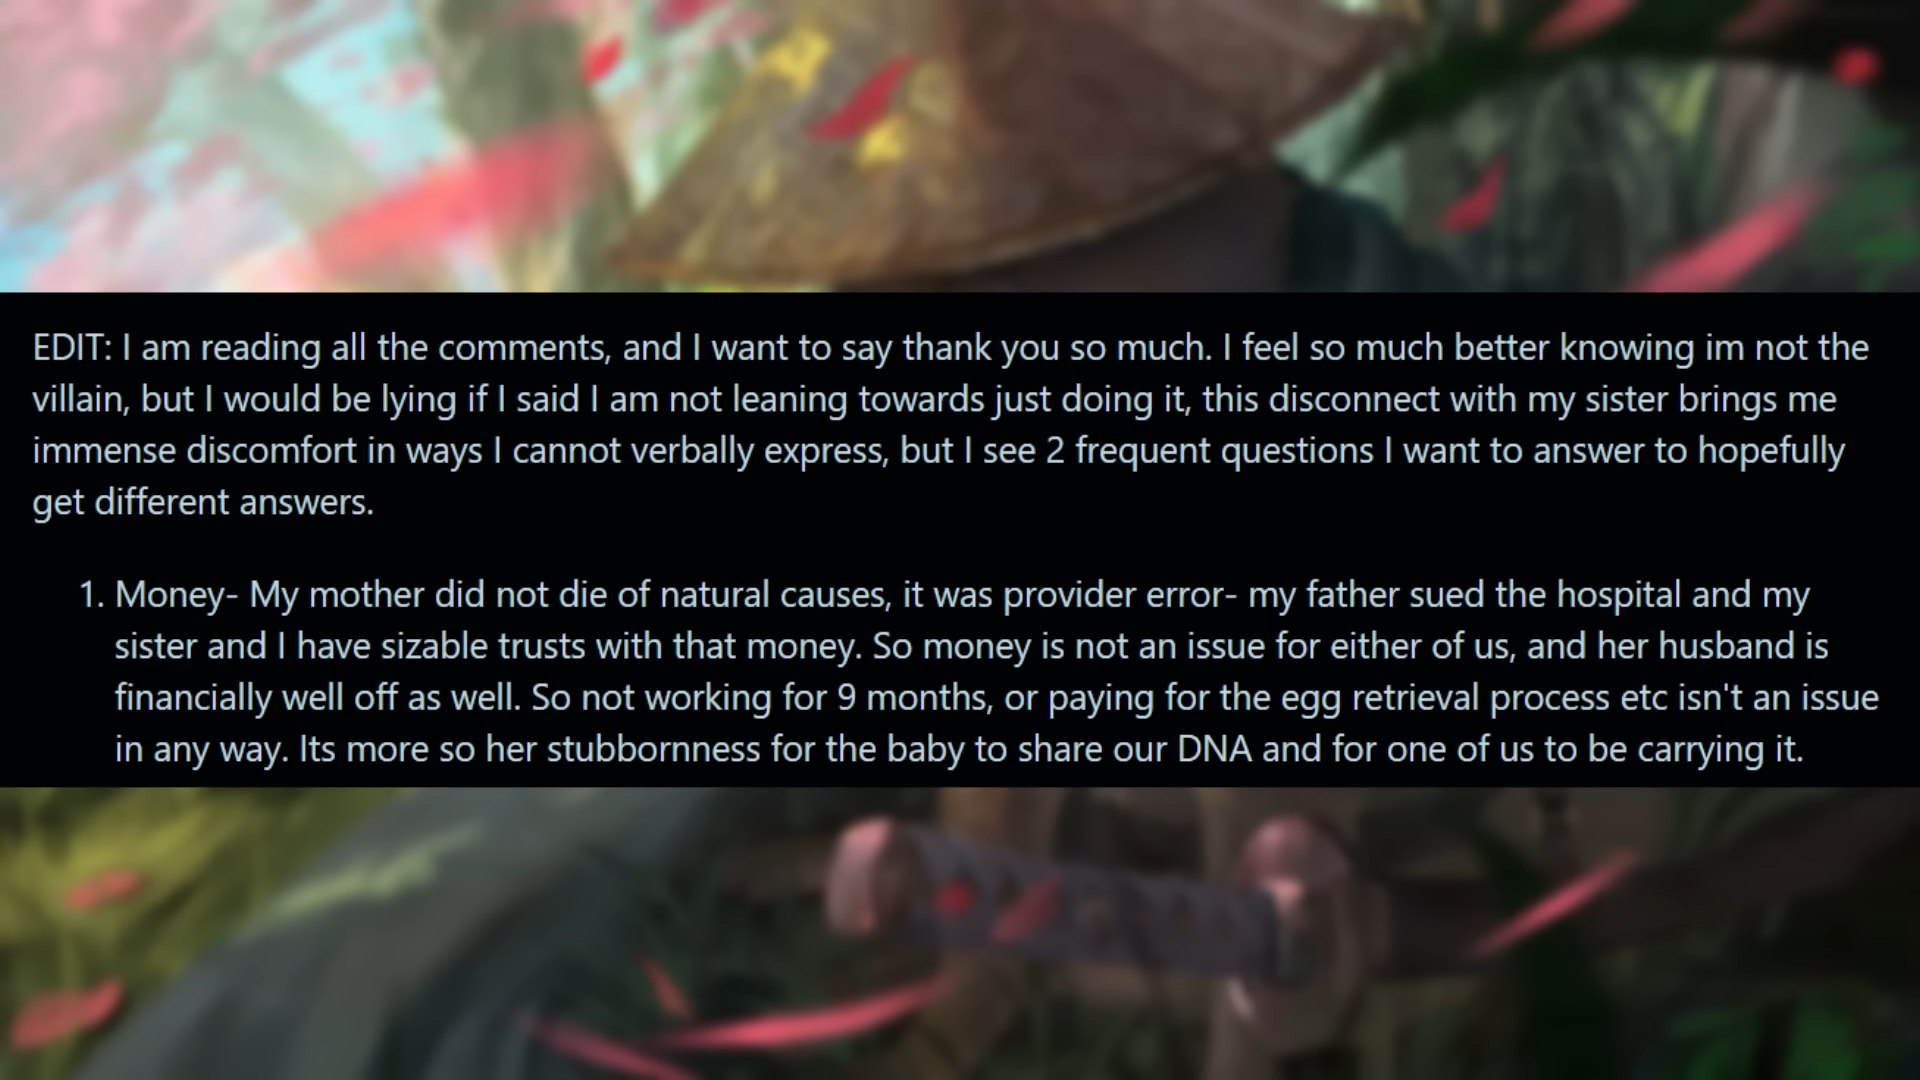 EDIT: I am reading all the comments, and I want to say thank you so much. I feel so much better knowing im not the
villain, but I would be lying if I said I am not leaning towards just doing it, this disconnect with my sister brings me
immense discomfort in ways I cannot verbally express, but I see 2 frequent questions I want to answer to hopefully
get different answers.
1. Money- My mother did not die of natural causes, it was provider error- my father sued the hospital and my
sister and I have sizable trusts with that money. So money is not an issue for either of us, and her husband is
financially well off as well. So not working for 9 months, or paying for the egg retrieval process etc isn't an issue
in any way. Its more so her stubbornness for the baby to share our DNA and for one of us to be carrying it.